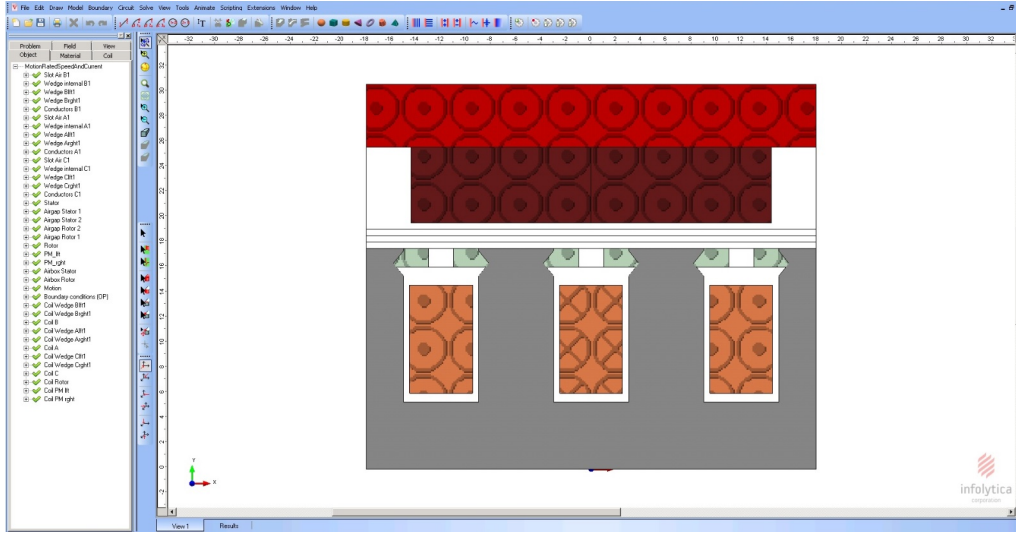 File Edit Draw Model Boundary Circuit Solve View Tools Animate Scripting Extensions Window Help
Problem Field View
Object Material Coil
MotionRatedSpeedAndCurrent
Slot Air B1
Wedge internal B1
Wedge Bllt1
Wedge Brght1
Conductors B1
Slot Air A1
Wedge internal A1
Wedge Allt1
Wedge Arght1
Conductors A1
Slot Air C1
Wedge internal C1
Wedge Cllt1
Wedge Crght1
Conductors C1
Stator
Airgap Stator 1
Airgap Stator 2
Airgap Rotor 2
Airgap Rotor 1
Rotor
PM_llt
PM_rght
Airbox Stator
Airbox Rotor
Motion
Boundary conditions (OP)
Coil Wedge Bllt1
Coil Wedge Brght1
Coil B
Coil Wedge Allt1
Coil Wedge Arght1
Coil A
Coil Wedge Cllt1
Coil Wedge Crght1
Coil C
Coil Rotor
Coil PM llt
Coil PM rght
-32 -30 -28 -26 -24 -22 -20 -18 -16 -14 -12 -10 -8 -6 -4 -2 0 2 4 6 8 10 12 14 16 18 20 22 24 26 28 30 32
32
30
28
26
24
22
20
18
16
14
12
10
8
6
4
2
0
-2
Y
X
infolytica
corporation
View 1 Results